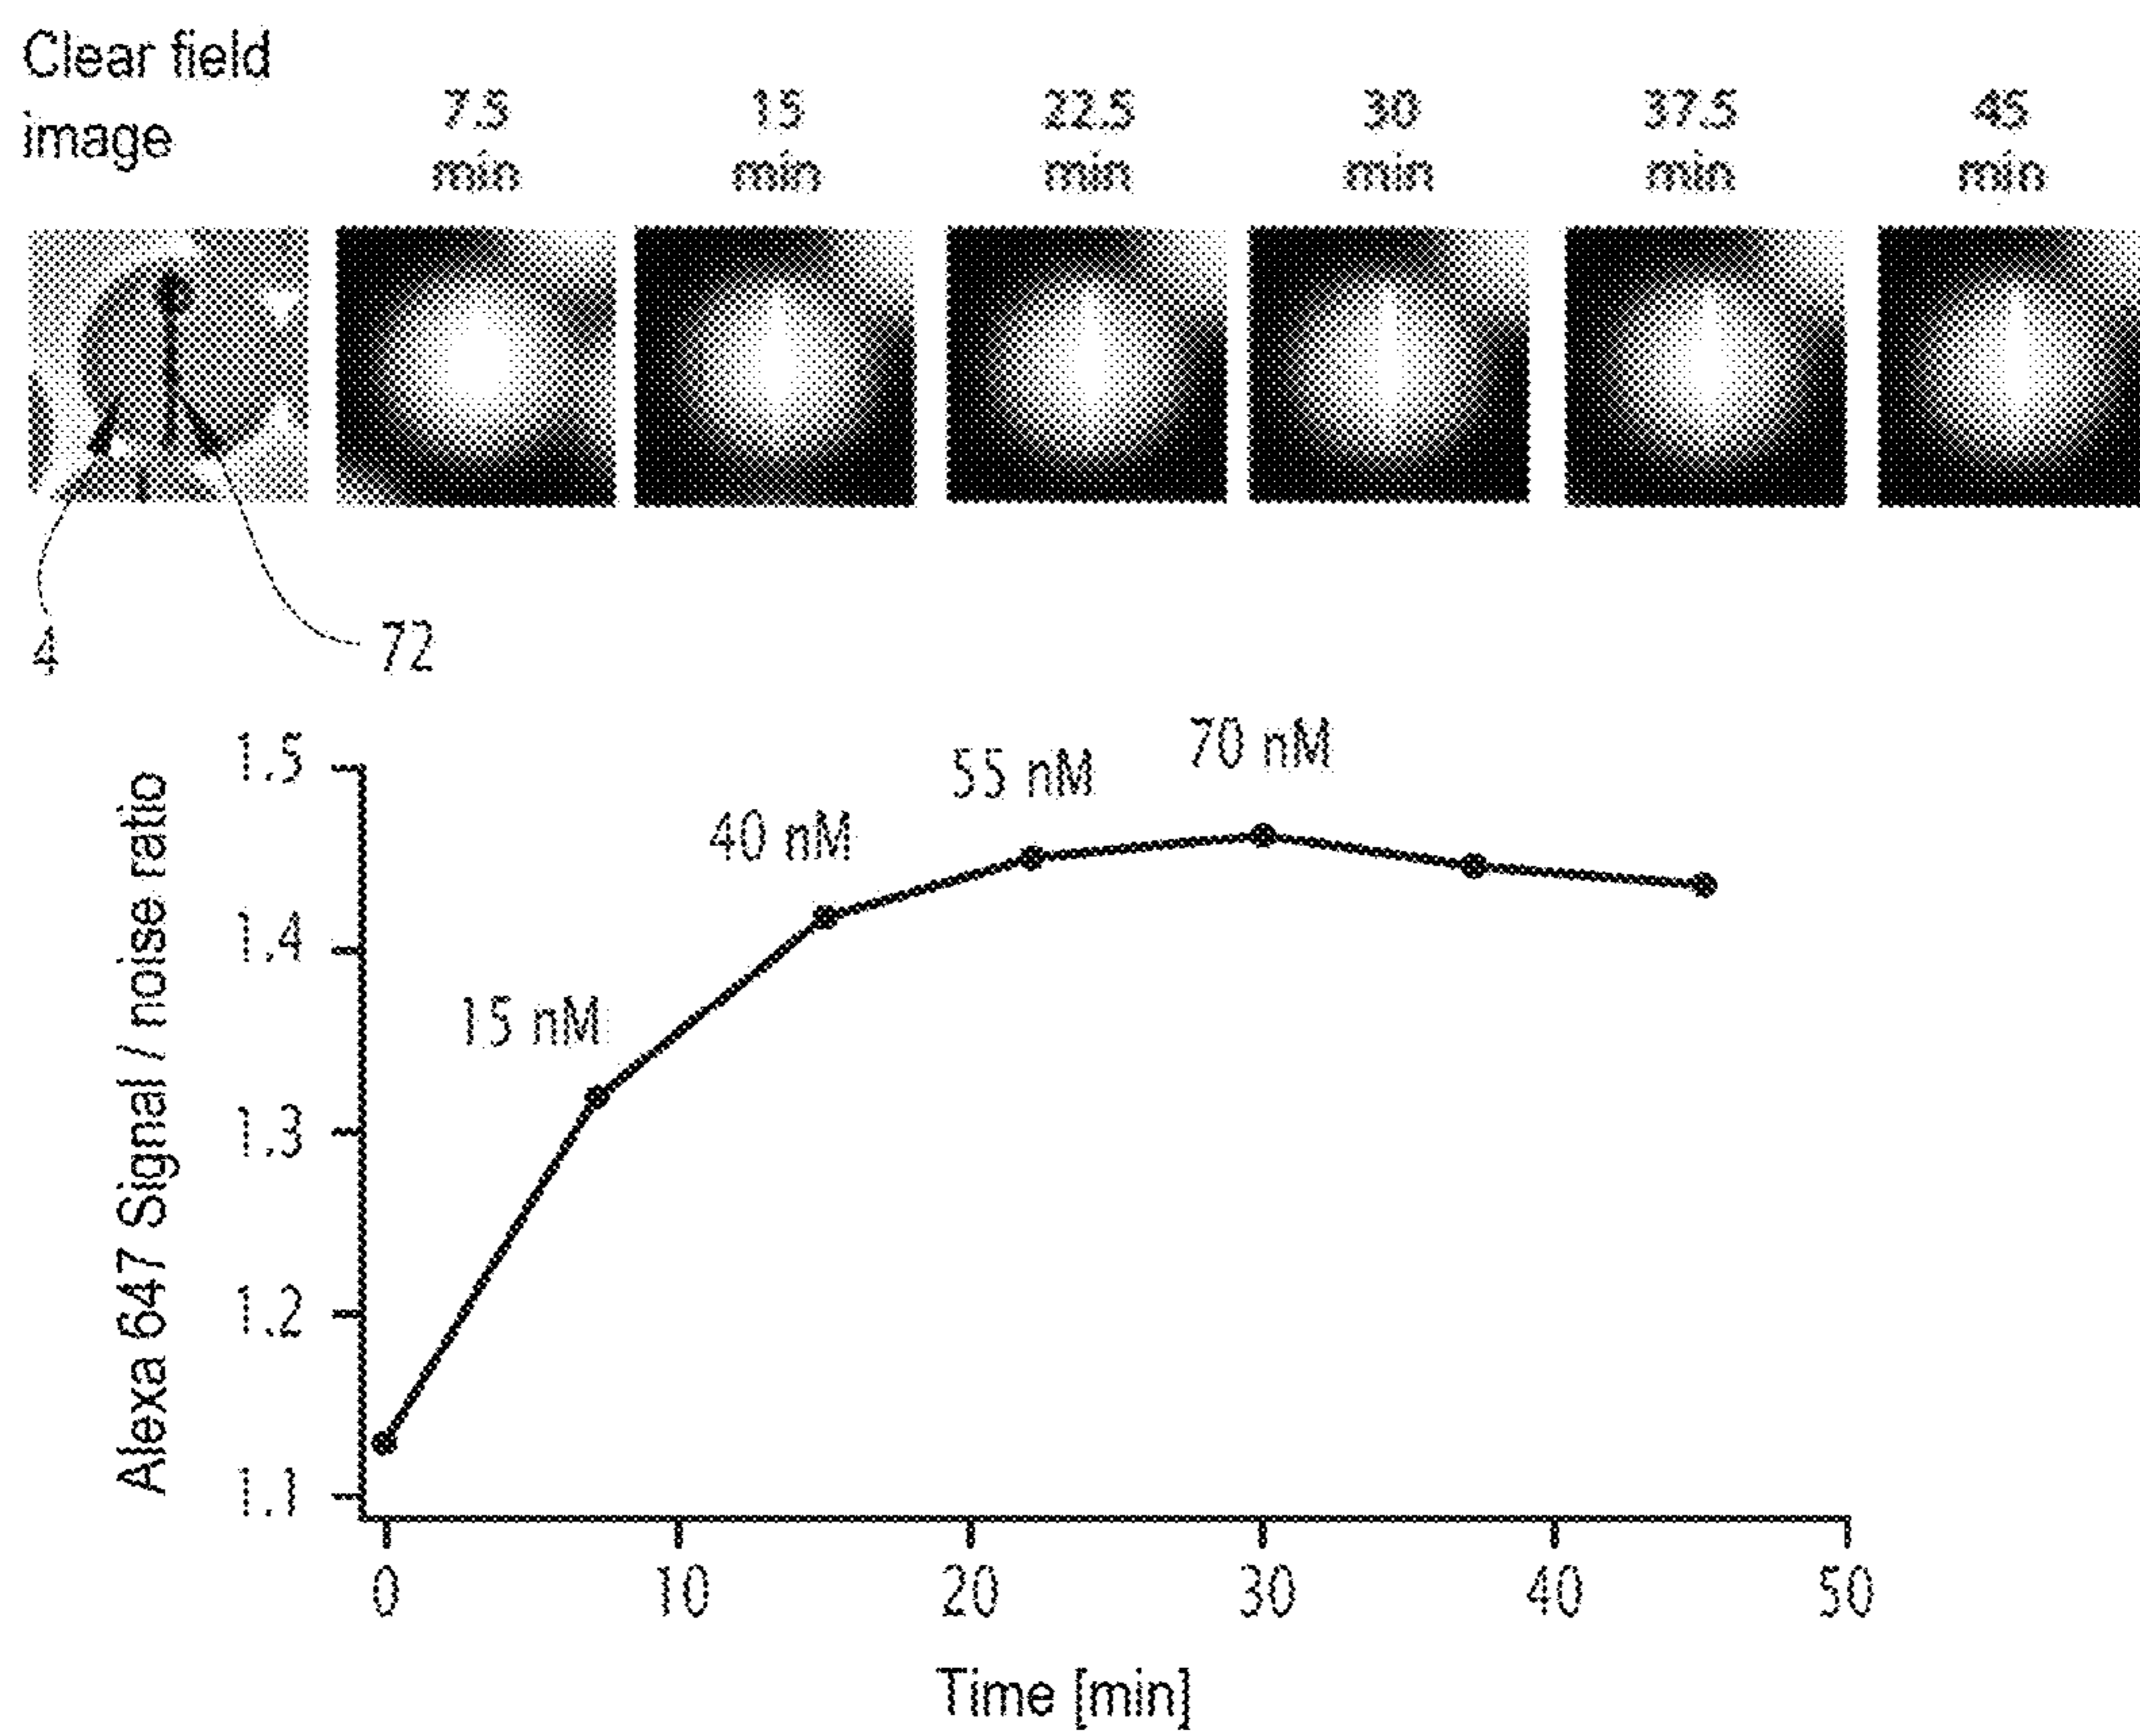 Clear field
image
7.5
min
15
min
22.5
min
30
min
37.5
min
45
min
4
72
Alexa 647 Signal / noise ratio
1.5
1.4
1.3
1.2
1.1
15 nM
40 nM
55 nM
70 nM
0
10
20
30
40
50
Time [min]